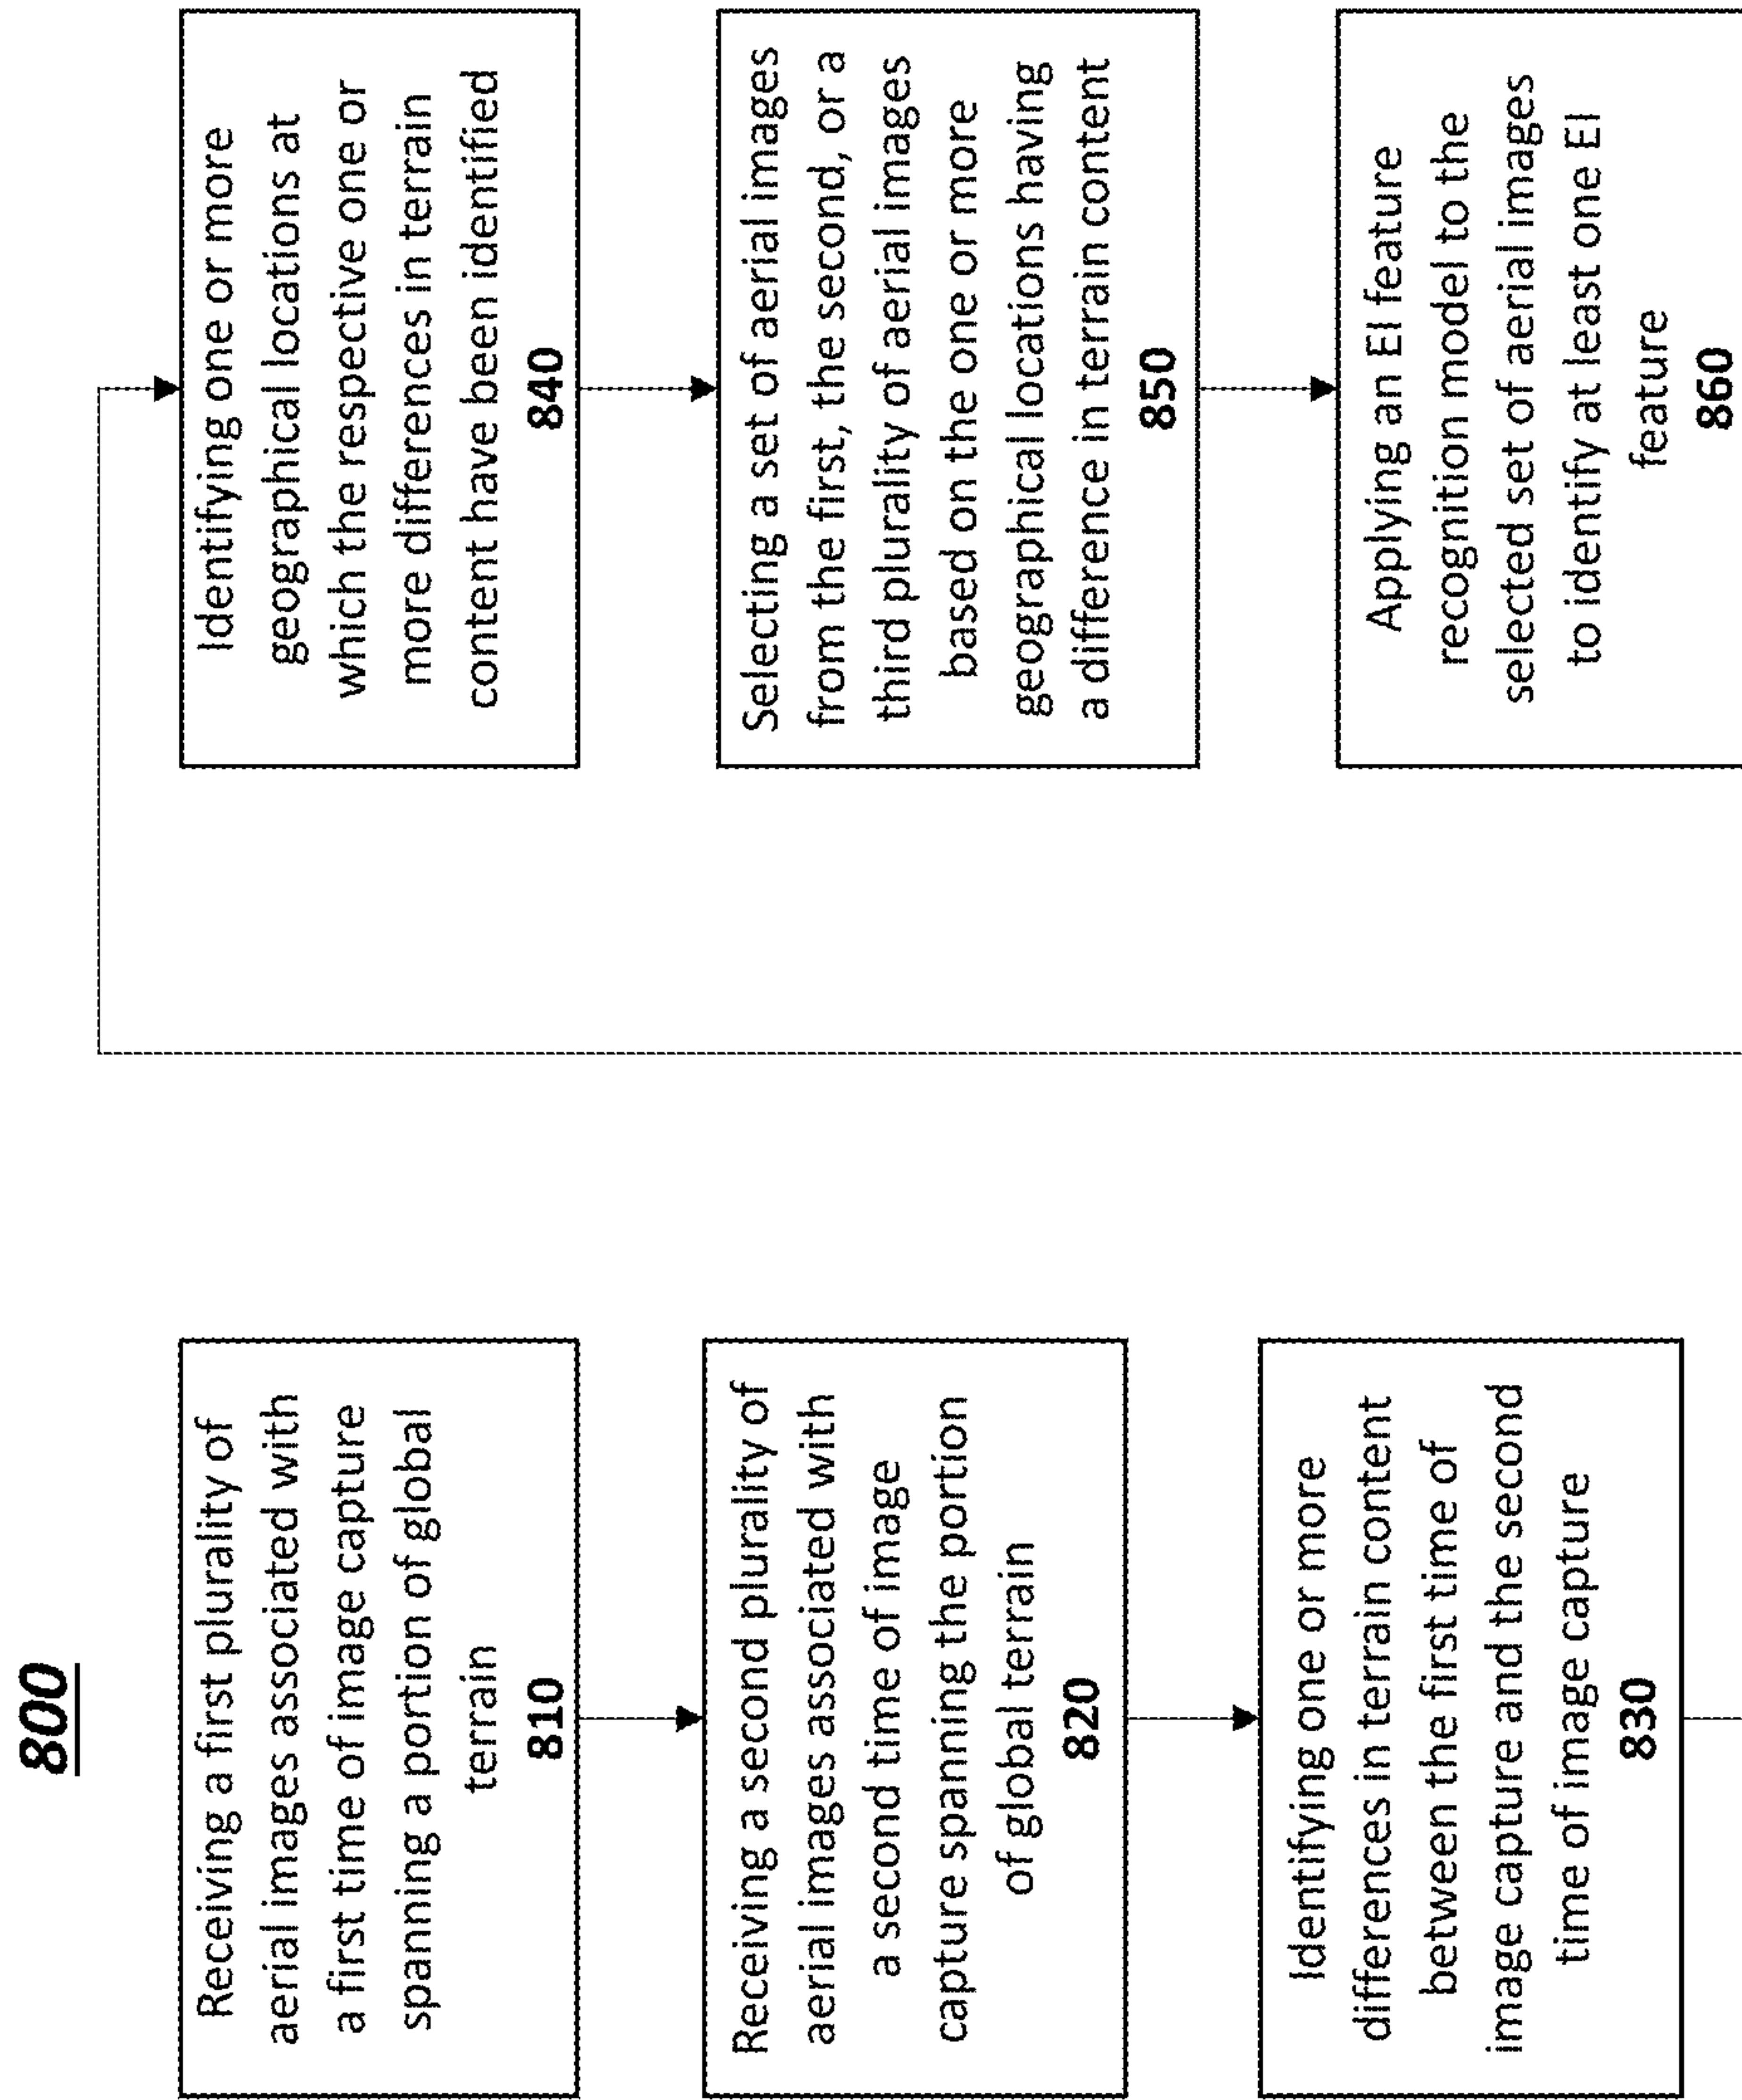 800
Receiving a first plurality of
aerial images associated with
a first time of image capture
spanning a portion of global
terrain
810
Receiving a second plurality of
aerial images associated with
a second time of image
capture spanning the portion
of global terrain
820
Identifying one or more
differences in terrain content
between the first time of
image capture and the second
time of image capture
830
Identifying one or more
geographical locations at
which the respective one or
more differences in terrain
content have been identified
840
Selecting a set of aerial images
from the first, the second, or a
third plurality of aerial images
based on the one or more
geographical locations having
a difference in terrain content
850
Applying an EI feature
recognition model to the
selected set of aerial images
to identify at least one EI
feature
860